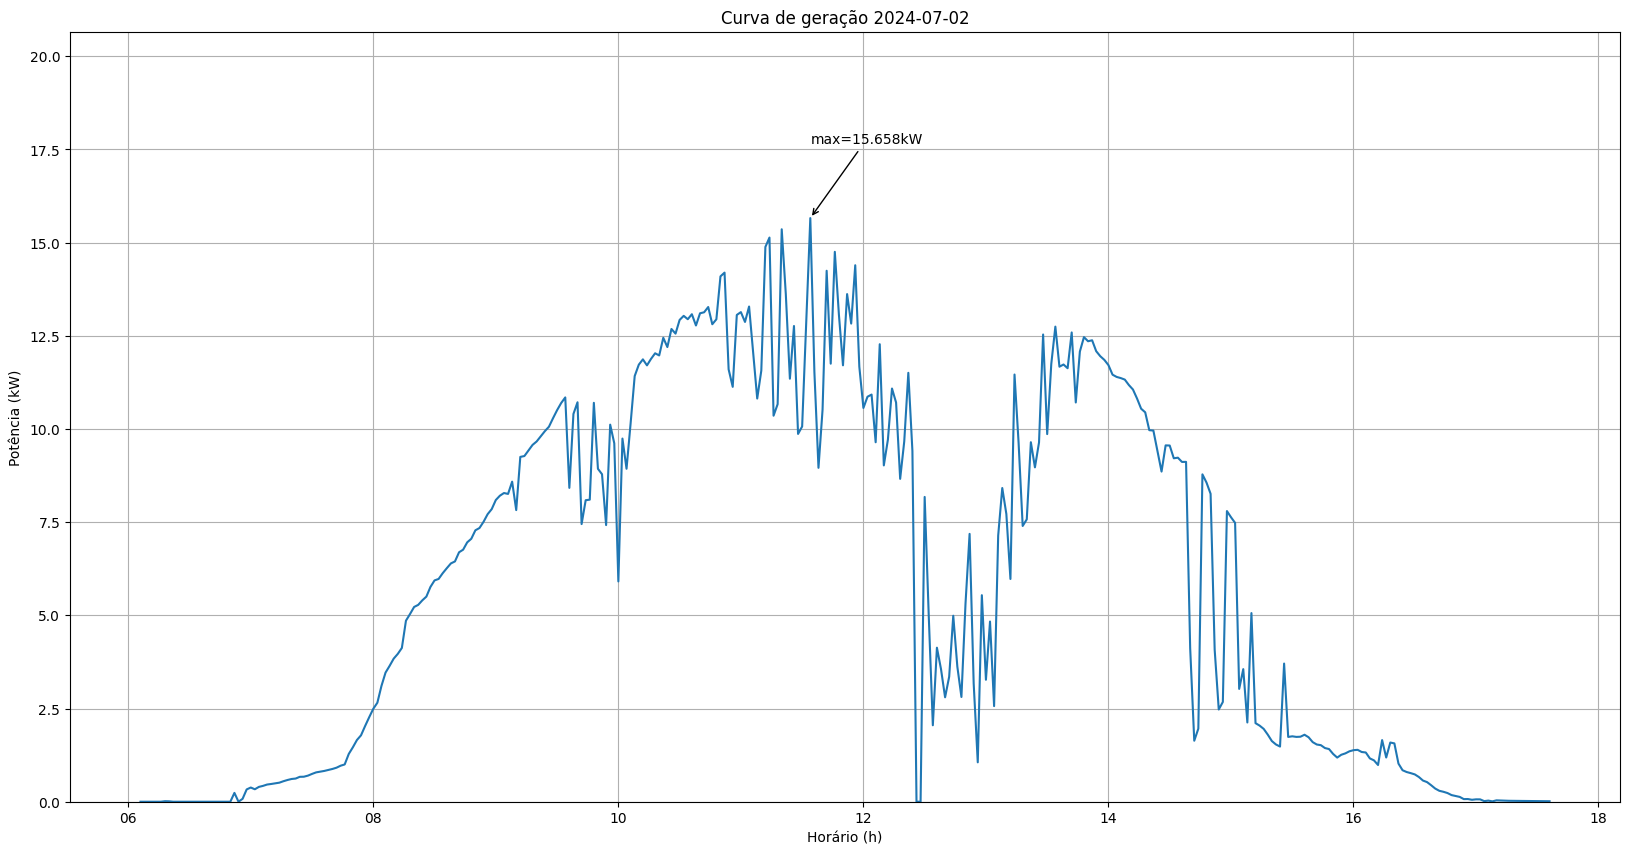 Curva de geração 2024-07-02
20.0
17.5
15.0
12.5
10.0
7.5
5.0
2.5
0.0
Potência (kW)
max=15.658kW
06 08 10 12 14 16 18
Horário (h)